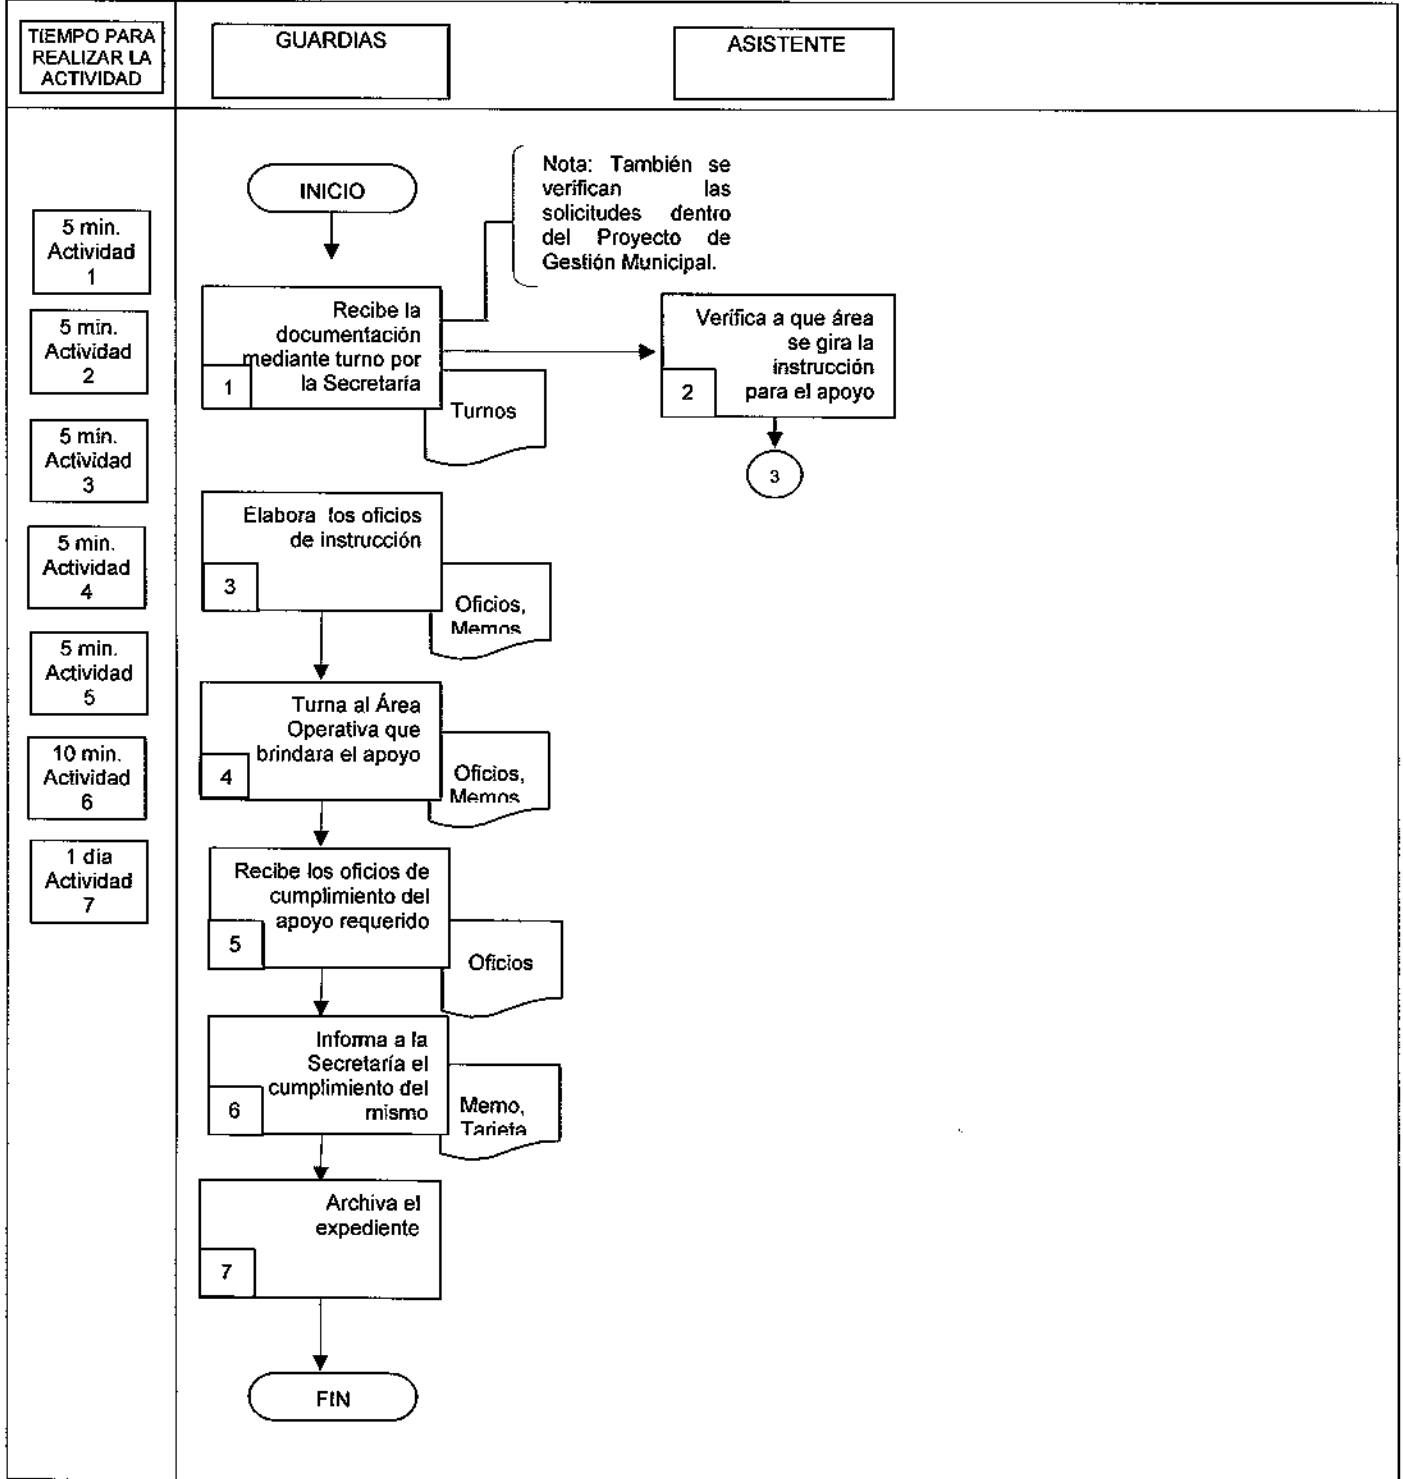 TIEMPO PARA
REALIZAR LA
ACTIVIDAD
GUARDIAS
ASISTENTE
INICIO
Nota: También se
verifican las
solicitudes dentro
del Proyecto de
Gestión Municipal.
5 min.
Actividad
1
5 min.
Actividad
2
5 min.
Actividad
3
5 min.
Actividad
4
5 min.
Actividad
5
10 min.
Actividad
6
1 día
Actividad
7
Recibe la
documentación
mediante turno por
la Secretaría
1
Turnos
Verifica a que área
se gira la
instrucción
para el apoyo
2
3
Elabora los oficios
de instrucción
3
Oficios,
Memos
Turna al Área
Operativa que
brindara el apoyo
4
Oficios,
Memos
Recibe los oficios de
cumplimiento del
apoyo requerido
5
Oficios
Informa a la
Secretaría el
cumplimiento del
mismo
6
Memo,
Tarjeta
Archiva el
expediente
7
FIN